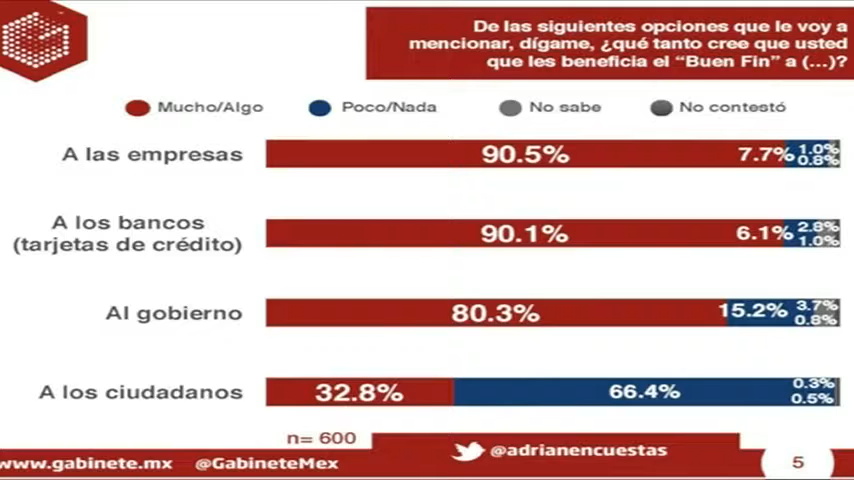 De las siguientes opciones que le voy a
mencionar, dígame, ¿qué tanto cree que usted
que les beneficia el “Buen Fin” a (...)?
Mucho/Algo Poco/Nada No sabe No contestó
A las empresas 90.5% 7.7% 1.0% 0.8%
A los bancos
(tarjetas de crédito) 90.1% 6.1% 2.8% 1.0%
Al gobierno 80.3% 15.2% 3.7% 0.8%
A los ciudadanos 32.8% 66.4% 0.3% 0.5%
n= 600
www.gabinete.mx @GabineteMex @adrianencuestas 5